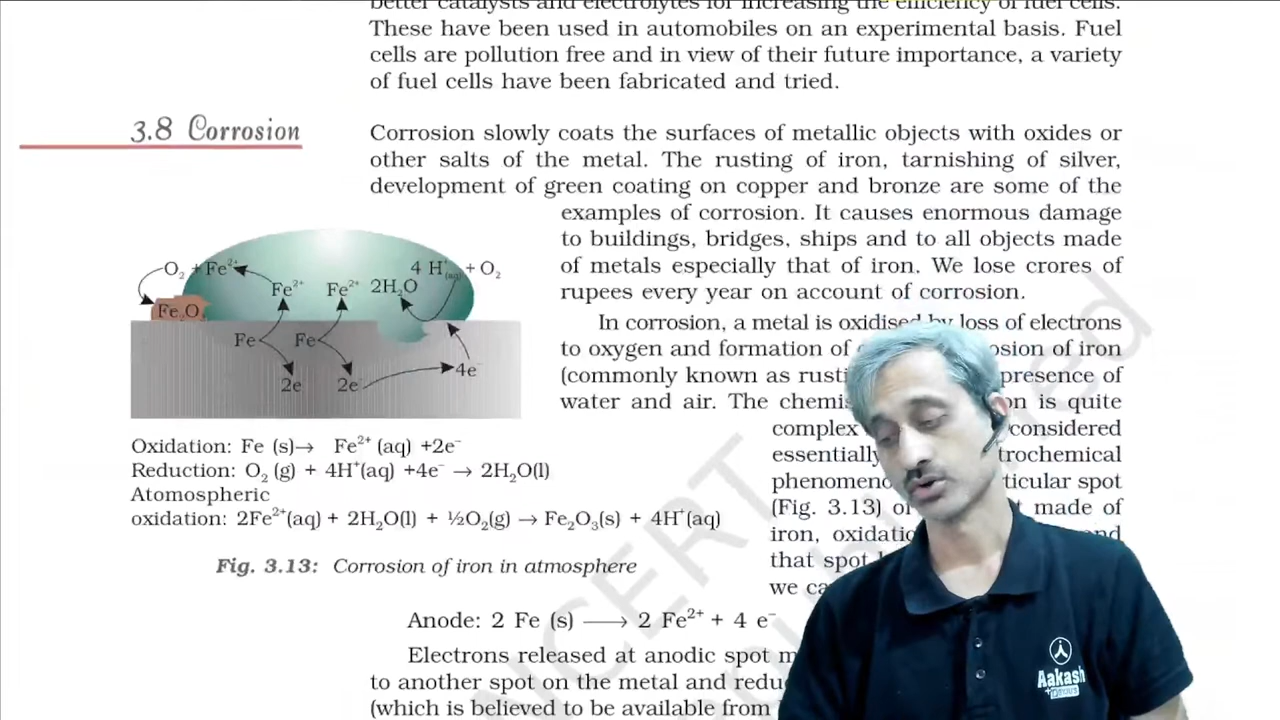 better catalysts and electrolytes for increasing the efficiency of fuel cells.
These have been used in automobiles on an experimental basis. Fuel
cells are pollution free and in view of their future importance, a variety
of fuel cells have been fabricated and tried.
3.8 Corrosion
Corrosion slowly coats the surfaces of metallic objects with oxides or
other salts of the metal. The rusting of iron, tarnishing of silver,
development of green coating on copper and bronze are some of the
examples of corrosion. It causes enormous damage
to buildings, bridges, ships and to all objects made
of metals especially that of iron. We lose crores of
rupees every year on account of corrosion.
In corrosion, a metal is oxidised by loss of electrons
to oxygen and formation of
osion of iron
(commonly known as rusti
presence of
water and air. The chemis
on is quite
complex
considered
essentially
trochemical
phenomeno
ticular spot
(Fig. 3.13) of
made of
iron, oxidatio
that spot
we ca
O₂ + Fe²⁺
Fe²⁺
Fe²⁺
2H₂O
4 H⁺(aq) + O₂
Fe₂O
Fe
Fe
2e
2e
4e⁻
Oxidation: Fe (s)→ Fe²⁺ (aq) +2e⁻
Reduction: O₂ (g) + 4H⁺(aq) +4e⁻ → 2H₂O(l)
Atomospheric
oxidation: 2Fe²⁺(aq) + 2H₂O(l) + ½O₂(g) → Fe₂O₃(s) + 4H⁺(aq)
Fig. 3.13: Corrosion of iron in atmosphere
Anode: 2 Fe (s) ⟶ 2 Fe²⁺ + 4 e⁻
Electrons released at anodic spot m
to another spot on the metal and redu
(which is believed to be available from
NCERT
Aakash